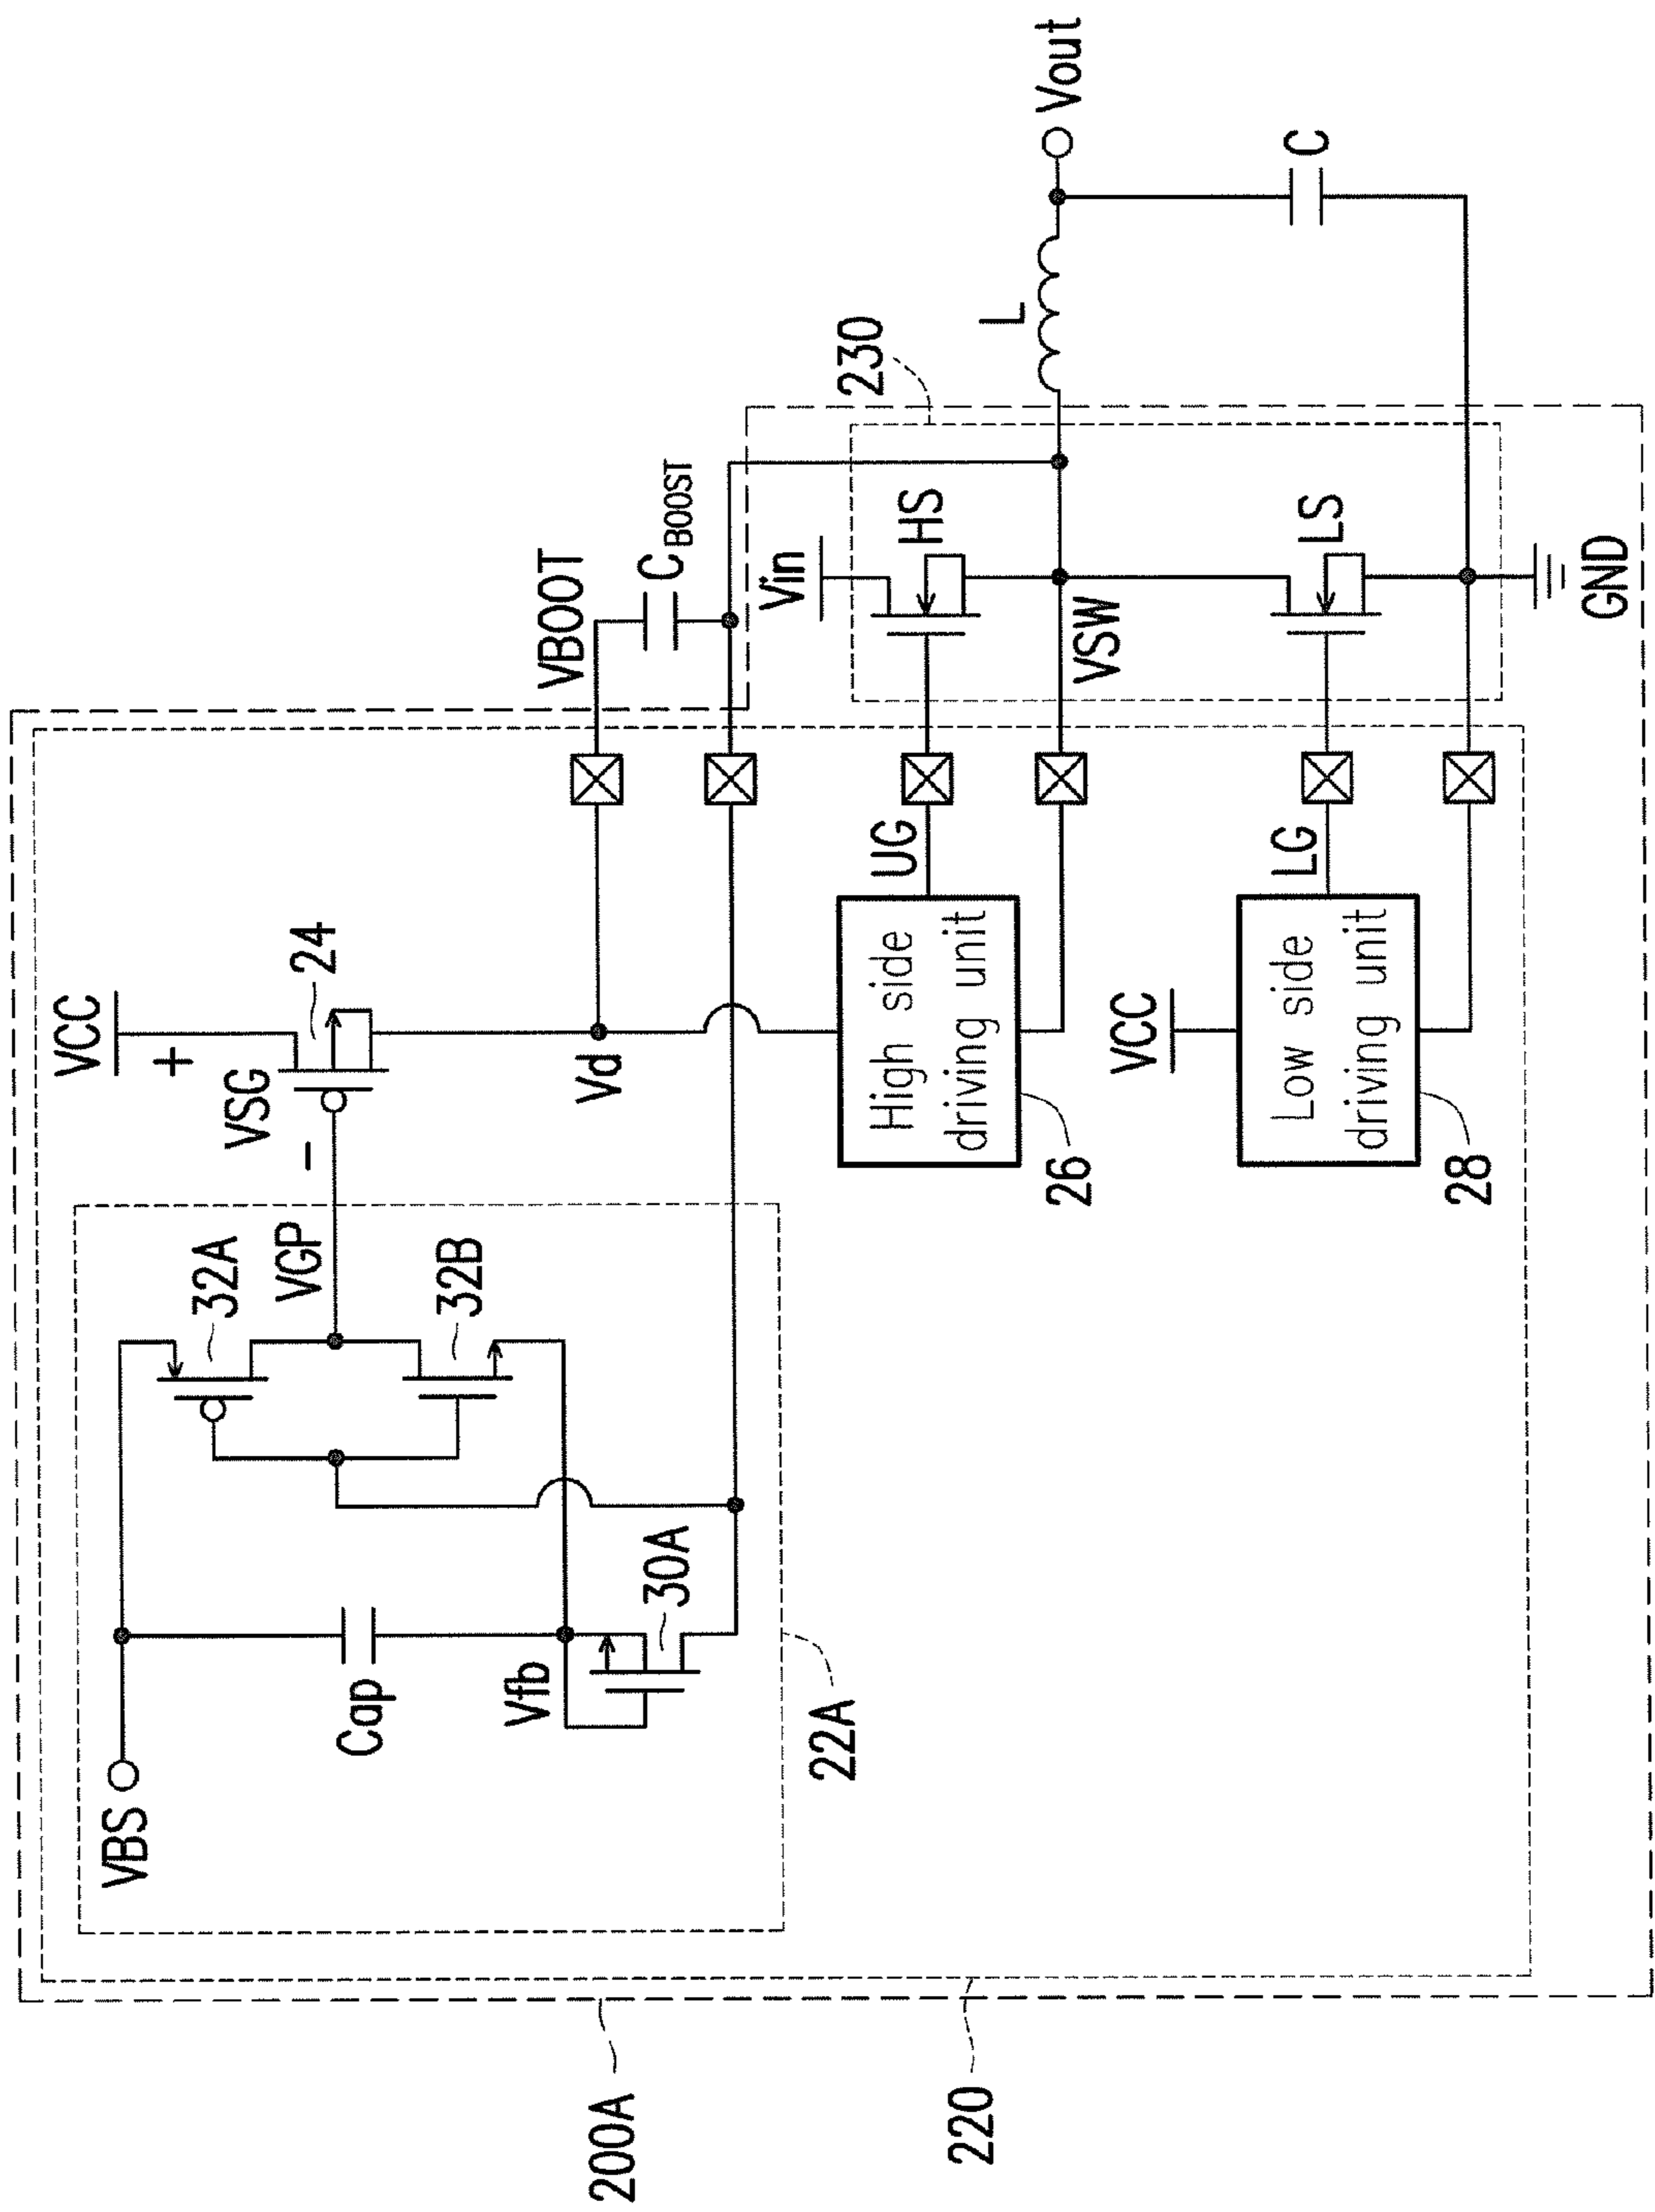 VCC
+
VSG
−
24
VBS
32A
VGP
32B
Cap
Vfb
30A
22A
Vd
VBOOT
C BOOST
Vin
230
HS
UG
High side
driving unit
26
VSW
L
Vout
C
VCC
LG
Low side
driving unit
28
LS
GND
200A
220